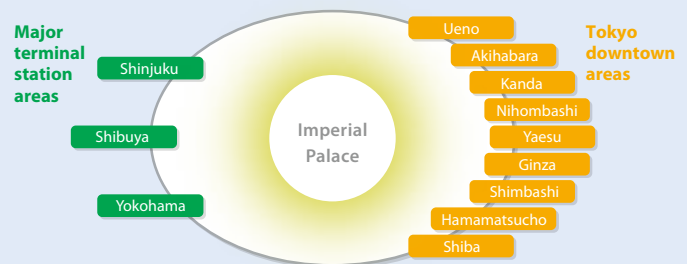 Major
terminal
station
areas
Shinjuku
Shibuya
Yokohama
Imperial
Palace
Ueno
Akihabara
Kanda
Nihombashi
Yaesu
Ginza
Shimbashi
Hamamatsucho
Shiba
Tokyo
downtown
areas